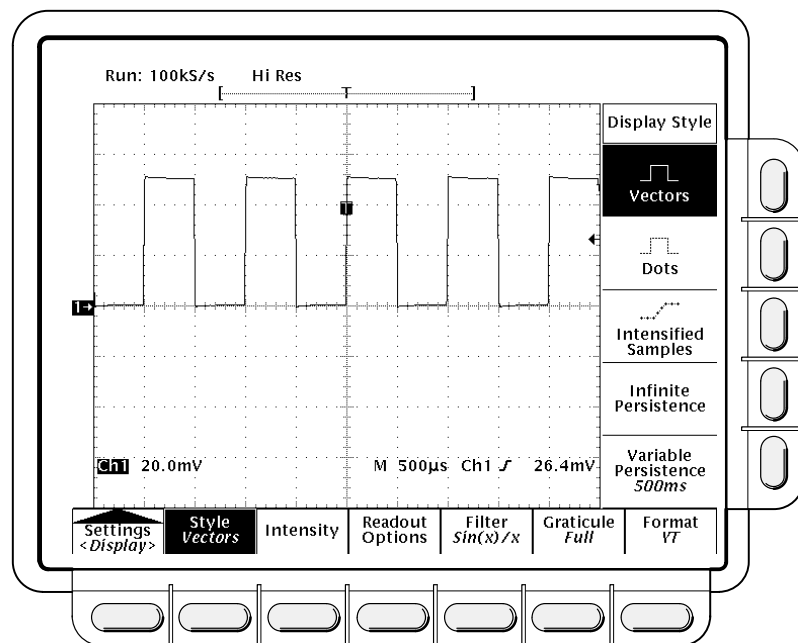 Run: 100kS/s Hi Res
T
Display Style
Vectors
T
Dots
1→
Intensified
Samples
Infinite
Persistence
Ch1 20.0mV M 500µs Ch1 ƒ 26.4mV
Variable
Persistence
500ms
Settings
<Display>
Style
Vectors
Intensity
Readout
Options
Filter
Sin(x)/x
Graticule
Full
Format
YT